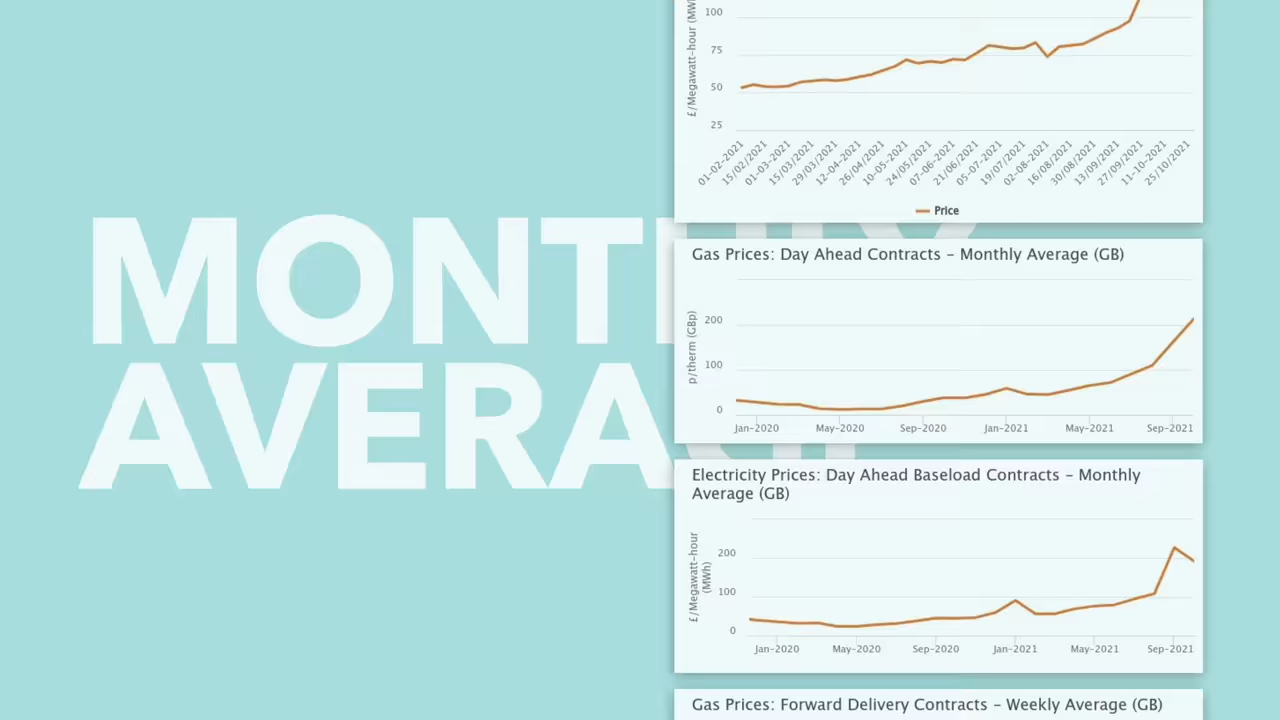 MONTHLY
AVERAGE
£/Megawatt-hour (MWh
100
75
50
25
01-02-2021
15/02/2021
01-03-2021
15/03/2021
29/03/2021
12-04-2021
26/04/2021
10-05-2021
24/05/2021
07-06-2021
21/06/2021
05-07-2021
19/07/2021
02-08-2021
16/08/2021
30/08/2021
13/09/2021
27/09/2021
11-10-2021
25/10/2021
Price
Gas Prices: Day Ahead Contracts – Monthly Average (GB)
p/therm (GBp)
200
100
0
Jan-2020
May-2020
Sep-2020
Jan-2021
May-2021
Sep-2021
Electricity Prices: Day Ahead Baseload Contracts – Monthly
Average (GB)
£/Megawatt-hour
(MWh)
200
100
0
Jan-2020
May-2020
Sep-2020
Jan-2021
May-2021
Sep-2021
Gas Prices: Forward Delivery Contracts – Weekly Average (GB)